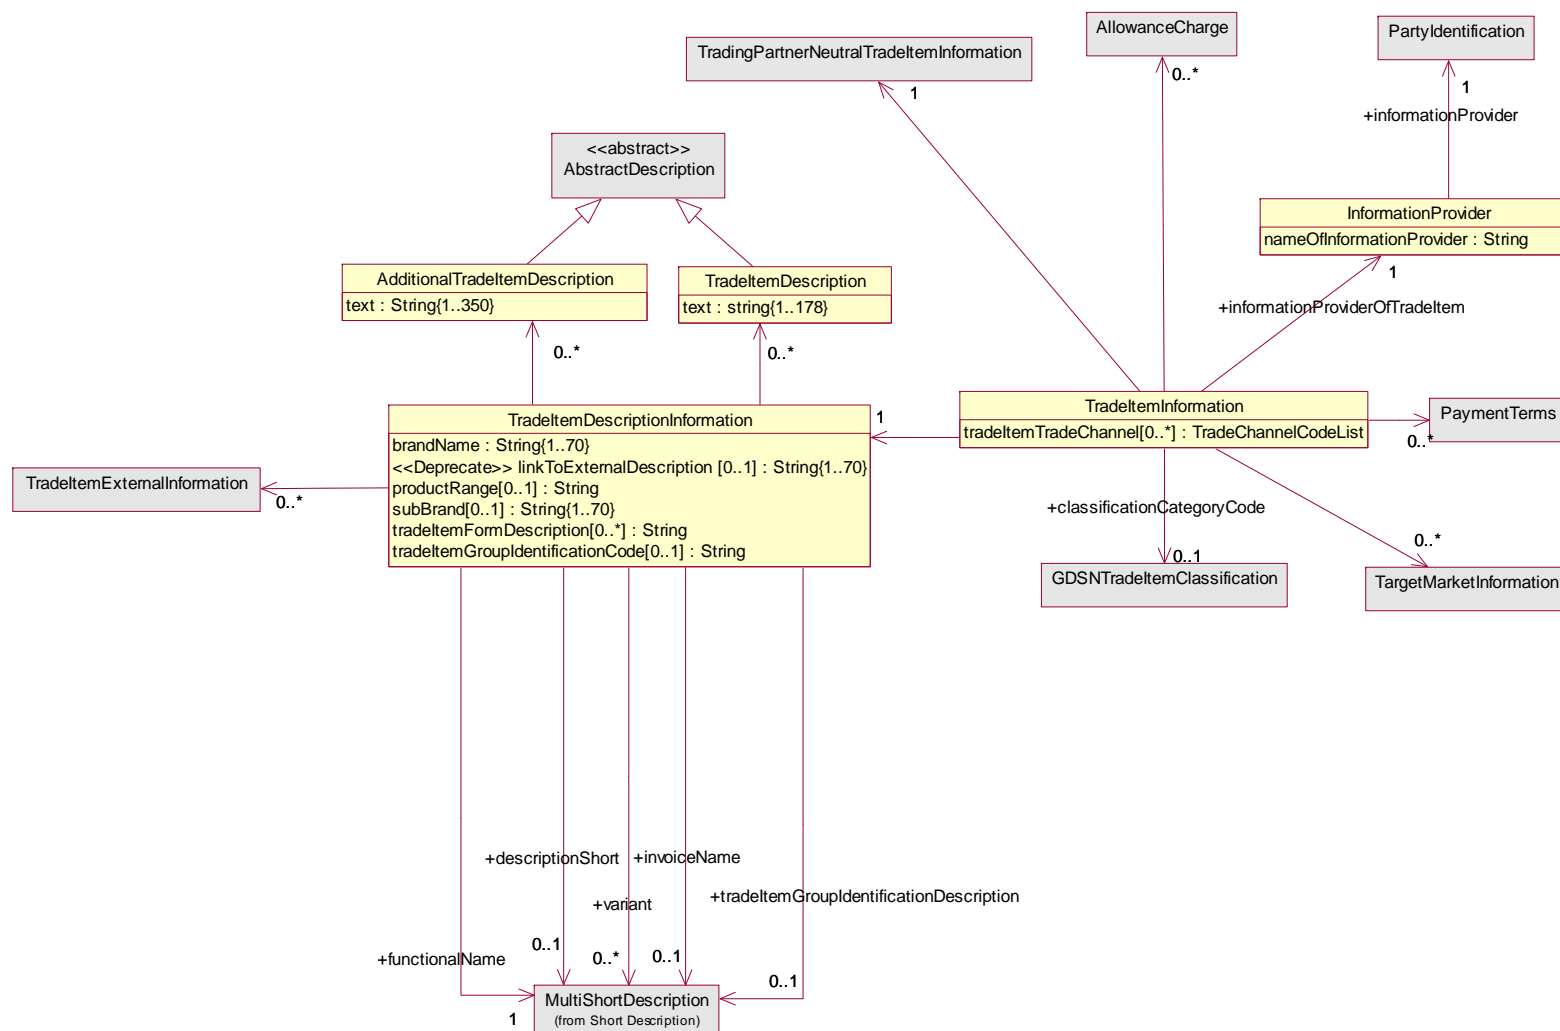 AllowanceCharge
PartyIdentification
TradingPartnerNeutralTradeItemInformation
0..*
1
1
+informationProvider
<<abstract>>
AbstractDescription
InformationProvider
nameOfInformationProvider : String
1
AdditionalTradeItemDescription
text : String{1..350}
TradeItemDescription
text : string{1..178}
+informationProviderOfTradeItem
0..*
0..*
TradeItemDescriptionInformation
brandName : String{1..70}
<<Deprecate>> linkToExternalDescription [0..1] : String{1..70}
productRange[0..1] : String
subBrand[0..1] : String{1..70}
tradeItemFormDescription[0..*] : String
tradeItemGroupIdentificationCode[0..1] : String
1
TradeItemInformation
tradeItemTradeChannel[0..*] : TradeChannelCodeList
PaymentTerms
0..*
TradeItemExternalInformation
0..*
+classificationCategoryCode
0..*
0..1
GDSNTradeItemClassification
TargetMarketInformation
+descriptionShort
+invoiceName
+variant
+tradeItemGroupIdentificationDescription
+functionalName
0..1
0..*
0..1
0..1
MultiShortDescription
(from Short Description)
1